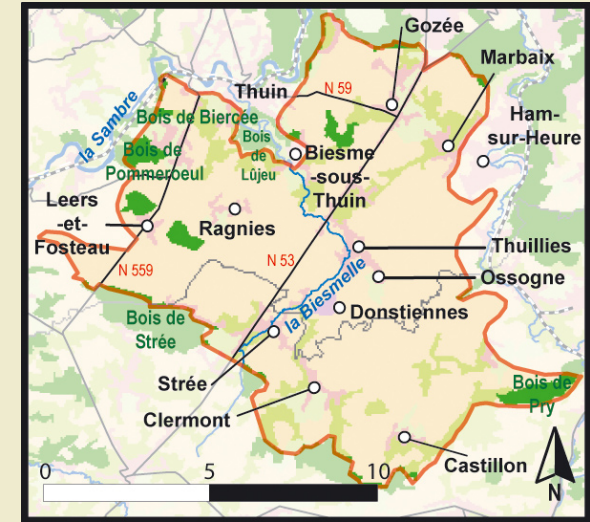 Gozée
Marbaix
Thuin
N 59
Ham-
sur-Heure
la Sambre
Bois de Biercée
Bois
de
Lûjeu
Bois de
Pommeroeul
Biesme
-sous-
Thuin
Leers
-et-
Fosteau
Ragnies
N 559
N 53
la Biesmelle
Thuillies
Ossogne
Donstiennes
Bois de
Strée
Strée
Clermont
Bois de
Pry
Castillon
0
5
10
N